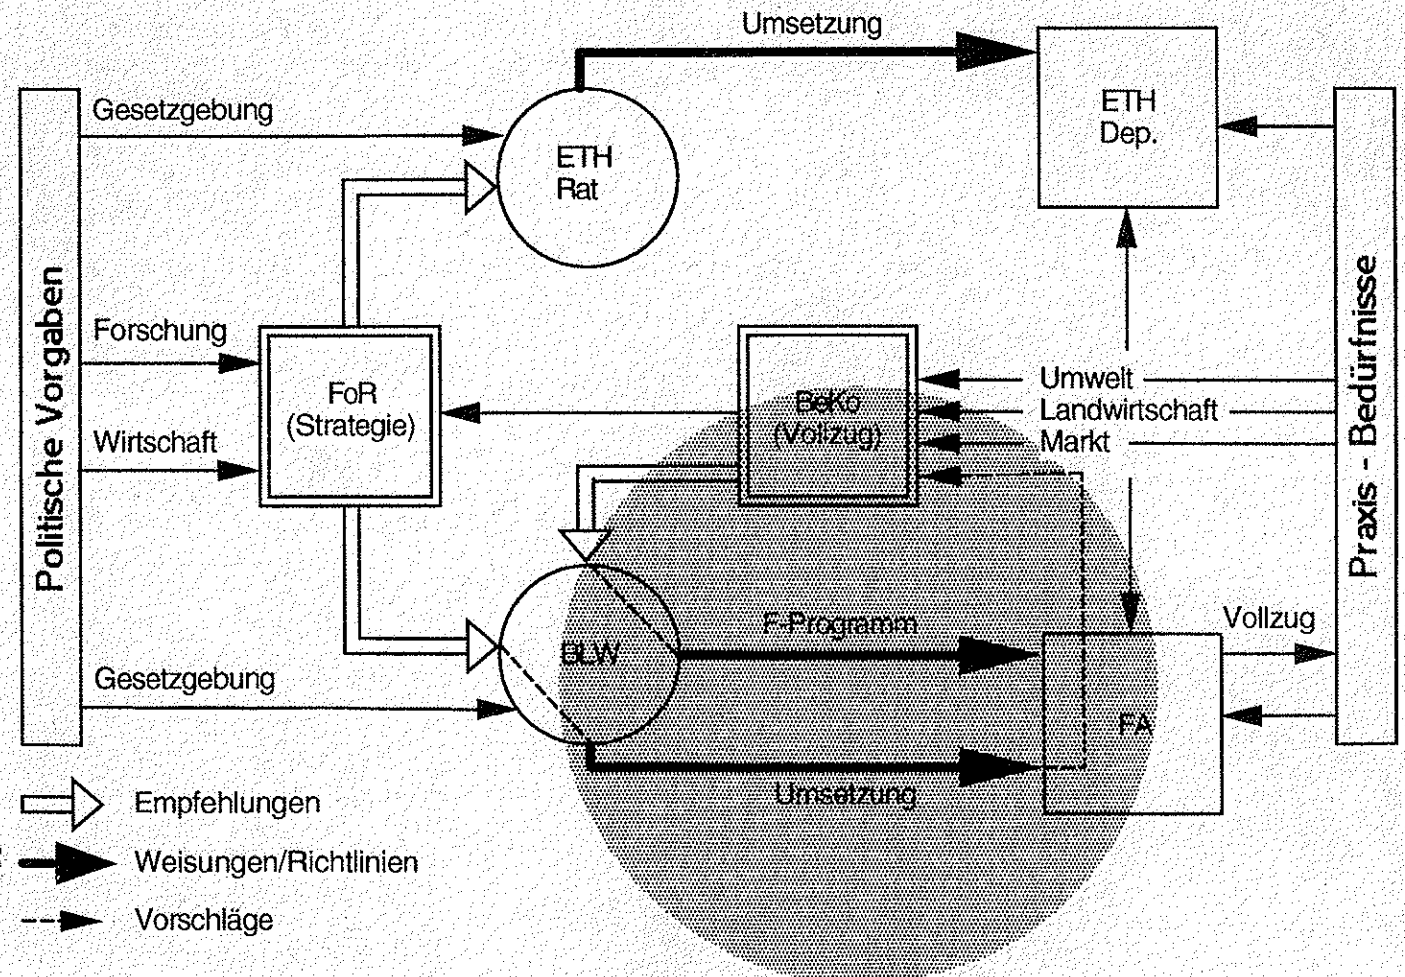 Umsetzung
Gesetzgebung
ETH
Dep.
ETH
Rat
Politische Vorgaben
Praxis - Bedürfnisse
Forschung
FoR
(Strategie)
Wirtschaft
BeKo
(Vollzug)
Umwelt
Landwirtschaft
Markt
F-Programm
Vollzug
BLW
Gesetzgebung
FA
Umsetzung
Empfehlungen
Weisungen/Richtlinien
Vorschläge